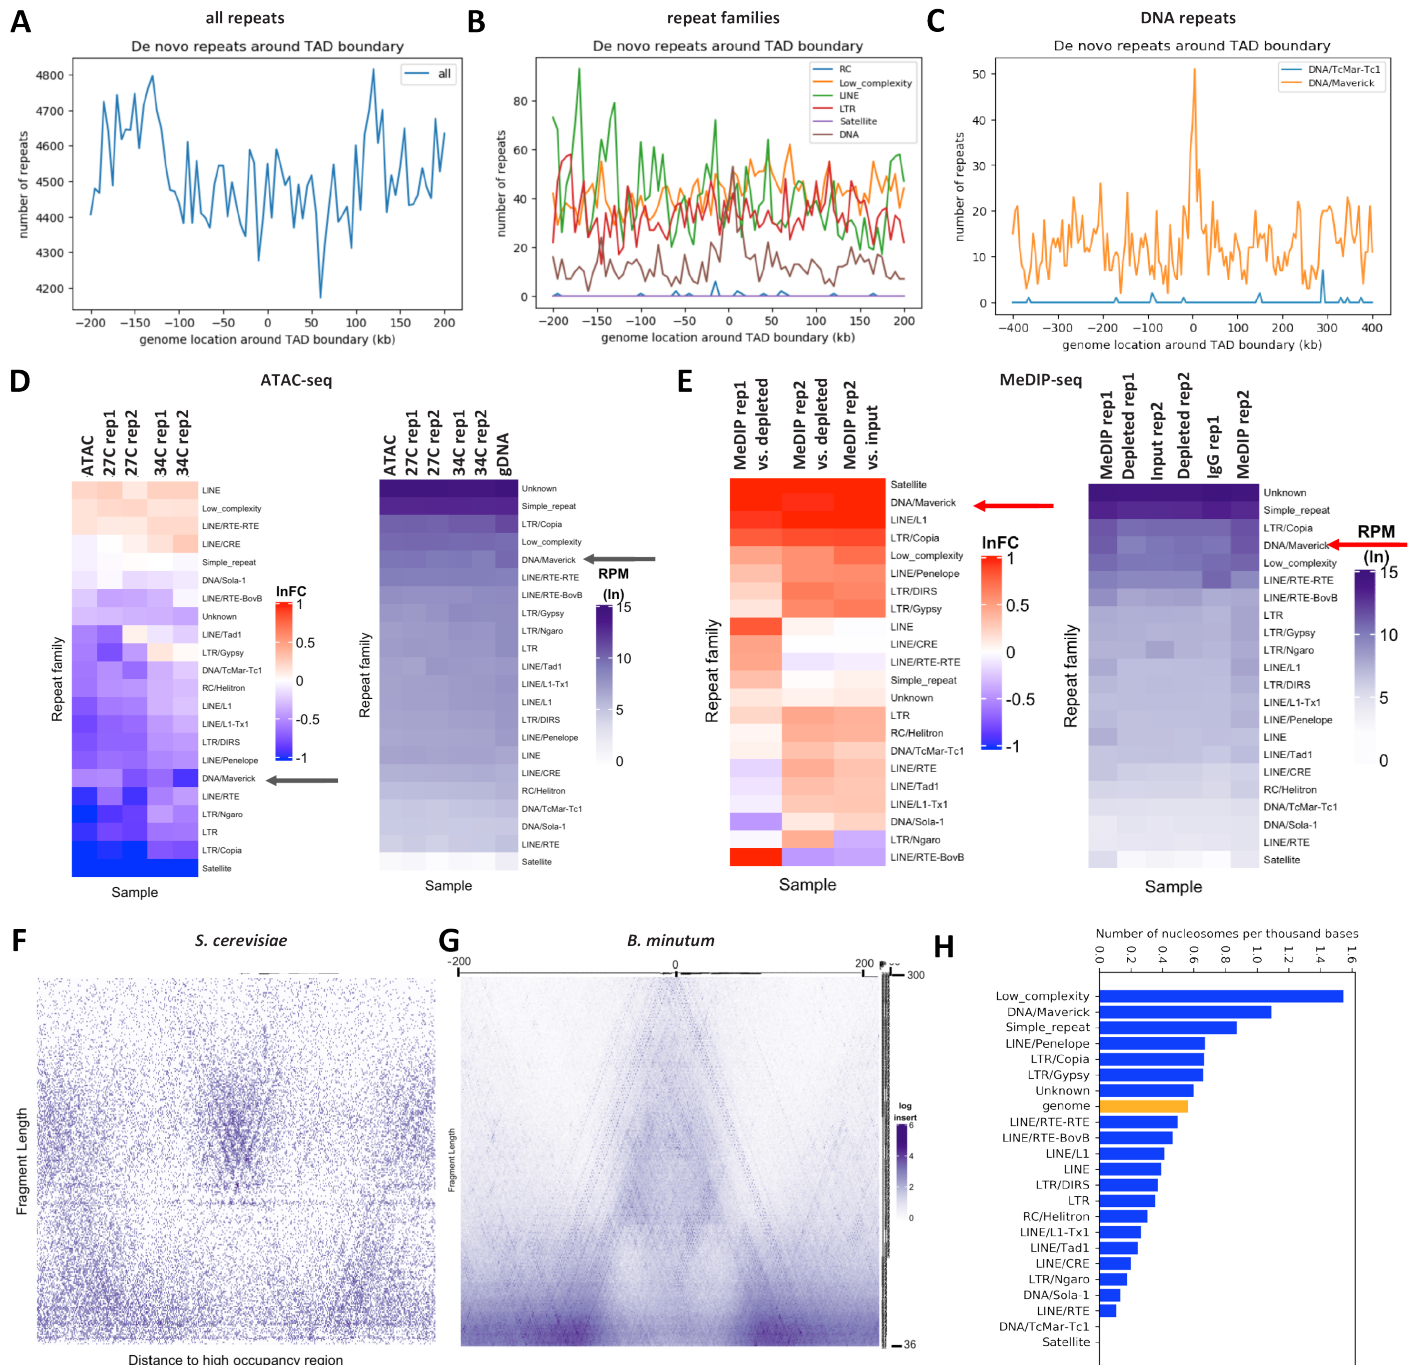 A
all repeats
De novo repeats around TAD boundary
all
number of repeats
4800
4700
4600
4500
4400
4300
4200
−200
−150
−100
−50
0
50
100
150
200
genome location around TAD boundary (kb)
B
repeat families
De novo repeats around TAD boundary
RC
Low_complexity
LINE
LTR
Satellite
DNA
number of repeats
80
60
40
20
0
−200
−150
−100
−50
0
50
100
150
200
genome location around TAD boundary (kb)
C
DNA repeats
De novo repeats around TAD boundary
DNA/TcMar-Tc1
DNA/Maverick
number of repeats
50
40
30
20
10
0
−400
−300
−200
−100
0
100
200
300
400
genome location around TAD boundary (kb)
D
ATAC-seq
ATAC
27C rep1
27C rep2
34C rep1
34C rep2
LINE
Low_complexity
LINE/RTE-RTE
LINE/CRE
Simple_repeat
DNA/Sola-1
LINE/RTE-BovB
Unknown
LINE/Tad1
LTR/Gypsy
DNA/TcMar-Tc1
RC/Helitron
LINE/L1
LINE/L1-Tx1
LTR/DIRS
LINE/Penelope
DNA/Maverick
LINE/RTE
LTR/Ngaro
LTR
LTR/Copia
Satellite
Repeat family
Sample
lnFC
1
0.5
0
-0.5
-1
ATAC
27C rep1
27C rep2
34C rep1
34C rep2
gDNA
Unknown
Simple_repeat
LTR/Copia
Low_complexity
DNA/Maverick
LINE/RTE-RTE
LINE/RTE-BovB
LTR/Gypsy
LTR/Ngaro
LTR
LINE/Tad1
LINE/L1-Tx1
LINE/L1
LTR/DIRS
LINE/Penelope
LINE
LINE/CRE
RC/Helitron
DNA/TcMar-Tc1
DNA/Sola-1
LINE/RTE
Satellite
Repeat family
Sample
RPM
(ln)
15
10
5
0
E
MeDIP-seq
MeDIP rep1
vs. depleted
MeDIP rep2
vs. depleted
MeDIP rep2
vs. input
Satellite
DNA/Maverick
LINE/L1
LTR/Copia
Low_complexity
LINE/Penelope
LTR/DIRS
LTR/Gypsy
LINE
LINE/CRE
LINE/RTE-RTE
Simple_repeat
Unknown
LTR
RC/Helitron
DNA/TcMar-Tc1
LINE/RTE
LINE/Tad1
LINE/L1-Tx1
DNA/Sola-1
LTR/Ngaro
LINE/RTE-BovB
Repeat family
Sample
lnFC
1
0.5
0
-0.5
-1
MeDIP rep1
Depleted rep1
Input rep2
Depleted rep2
IgG rep1
MeDIP rep2
Unknown
Simple_repeat
LTR/Copia
DNA/Maverick
Low_complexity
LINE/RTE-RTE
LINE/RTE-BovB
LTR
LTR/Gypsy
LTR/Ngaro
LINE/L1
LTR/DIRS
LINE/L1-Tx1
LINE/Penelope
LINE
LINE/Tad1
LINE/CRE
RC/Helitron
DNA/TcMar-Tc1
DNA/Sola-1
LINE/RTE
Satellite
Repeat family
Sample
RPM
(ln)
15
10
5
0
F
S. cerevisiae
Fragment Length
Distance to high occupancy region
G
B. minutum
-200
0
200
300
36
Fragment Length
log
insert
6
4
2
0
H
Number of nucleosomes per thousand bases
0.0
0.2
0.4
0.6
0.8
1.0
1.2
1.4
1.6
Low_complexity
DNA/Maverick
Simple_repeat
LINE/Penelope
LTR/Copia
LTR/Gypsy
Unknown
genome
LINE/RTE-RTE
LINE/RTE-BovB
LINE/L1
LINE
LTR/DIRS
LTR
RC/Helitron
LINE/L1-Tx1
LINE/Tad1
LINE/CRE
LTR/Ngaro
DNA/Sola-1
LINE/RTE
DNA/TcMar-Tc1
Satellite